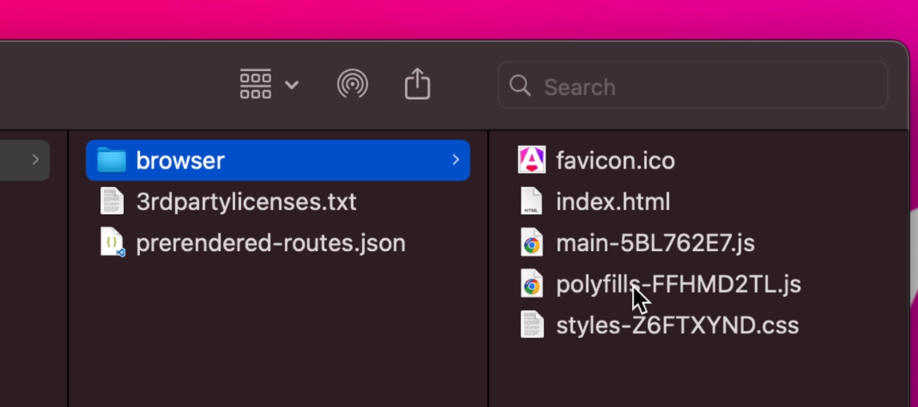 Search
browser
3rdpartylicenses.txt
prerendered-routes.json
favicon.ico
index.html
main-5BL762E7.js
polyfills-FFHMD2TL.js
styles-Z6FTXYND.css